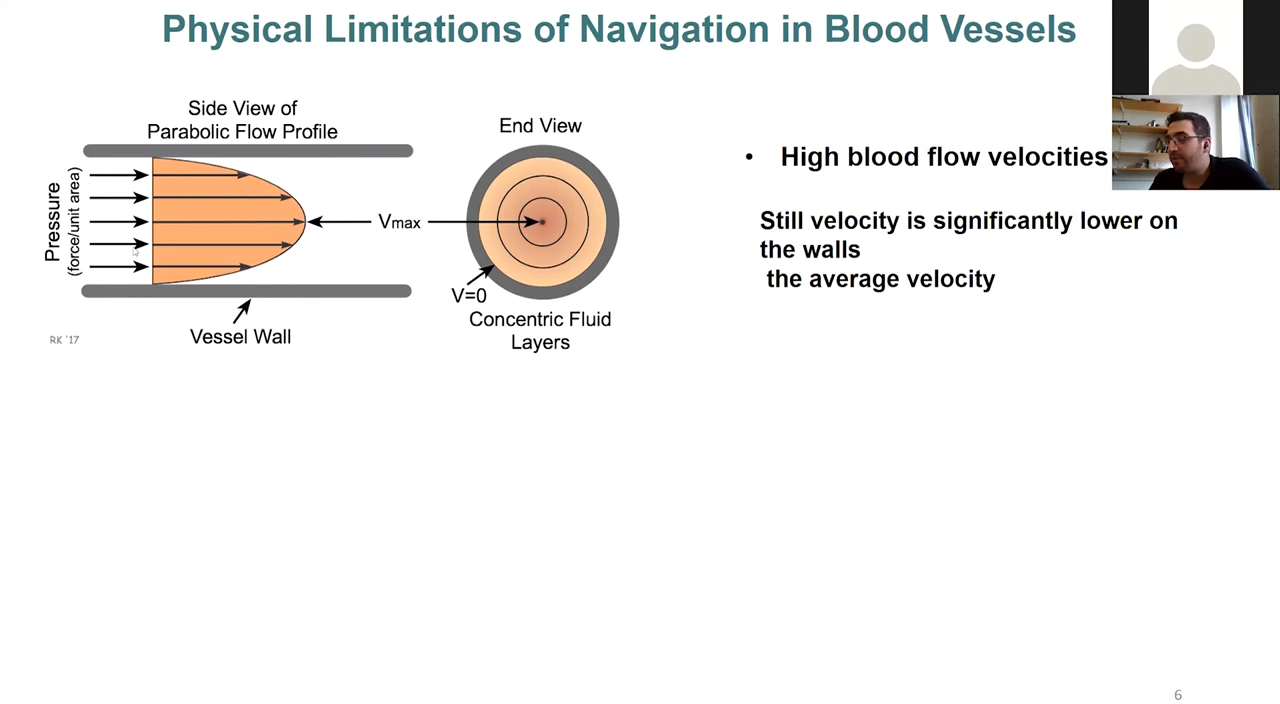 Physical Limitations of Navigation in Blood Vessels
Side View of
Parabolic Flow Profile
Pressure
(force/unit area)
Vmax
Vessel Wall
RK '17
End View
V=0
Concentric Fluid
Layers
• High blood flow velocities
Still velocity is significantly lower on
the walls
the average velocity
6